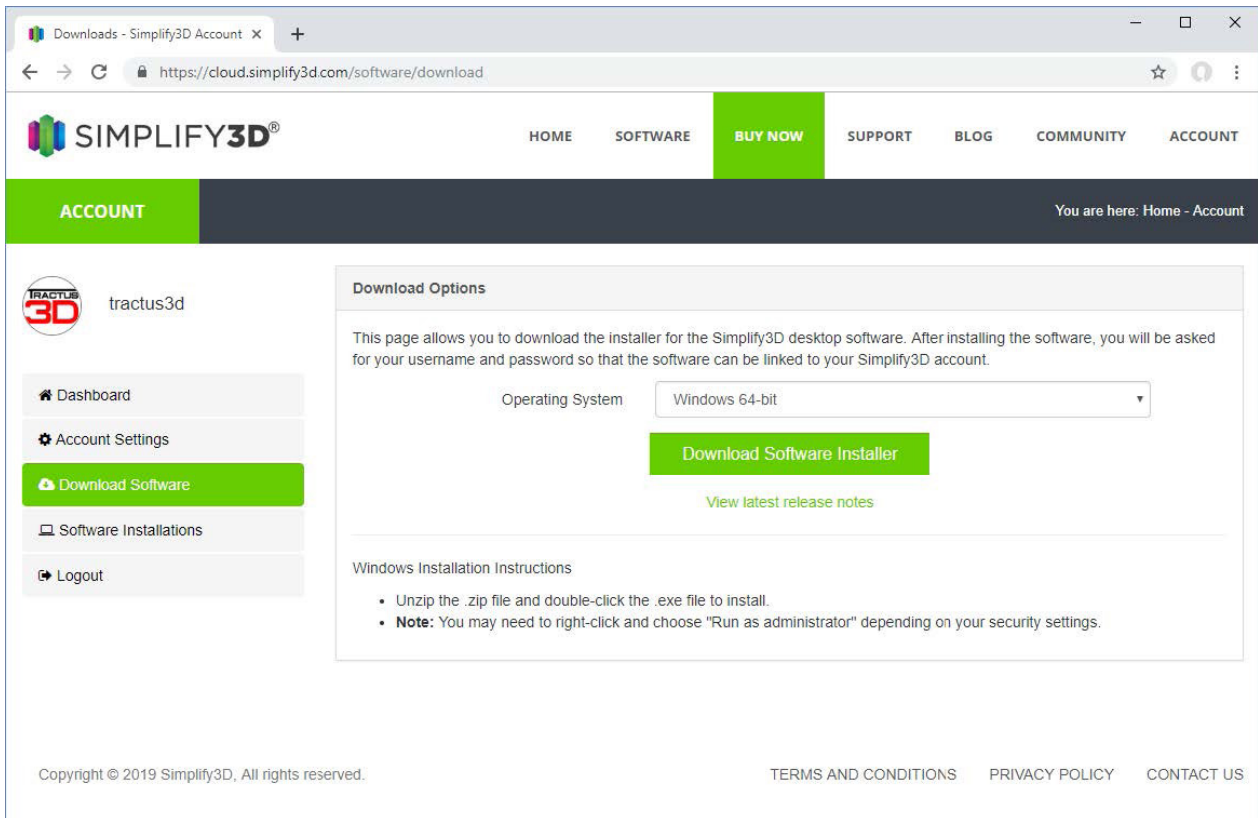 Downloads - Simplify3D Account
https://cloud.simplify3d.com/software/download
SIMPLIFY3D®
HOME SOFTWARE BUY NOW SUPPORT BLOG COMMUNITY ACCOUNT
ACCOUNT
You are here: Home - Account
TRACTUS
3D
tractus3d
Dashboard
Account Settings
Download Software
Software Installations
Logout
Download Options
This page allows you to download the installer for the Simplify3D desktop software. After installing the software, you will be asked
for your username and password so that the software can be linked to your Simplify3D account.
Operating System Windows 64-bit
Download Software Installer
View latest release notes
Windows Installation Instructions
• Unzip the .zip file and double-click the .exe file to install.
• Note: You may need to right-click and choose "Run as administrator" depending on your security settings.
Copyright © 2019 Simplify3D, All rights reserved.
TERMS AND CONDITIONS PRIVACY POLICY CONTACT US